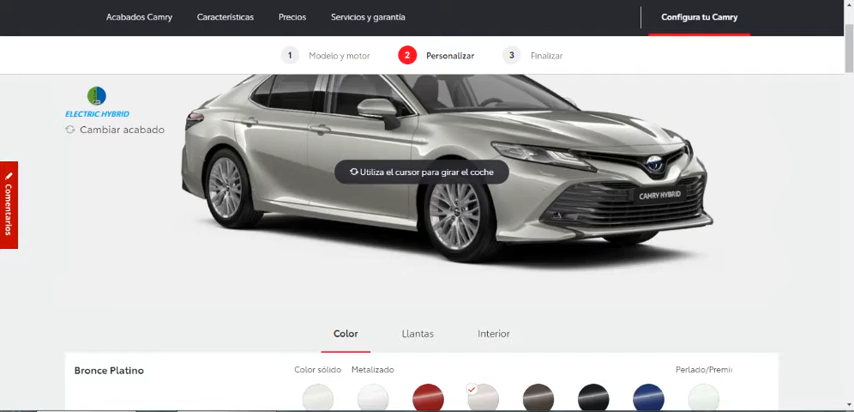 Acabados Camry Características Precios Servicios y garantía Configura tu Camry
1 Modelo y motor 2 Personalizar 3 Finalizar
ELECTRIC HYBRID
Cambiar acabado
Utiliza el cursor para girar el coche
CAMRY HYBRID
Comentarios
Color Llantas Interior
Bronce Platino
Color sólido Metalizado Perlado/Premiu